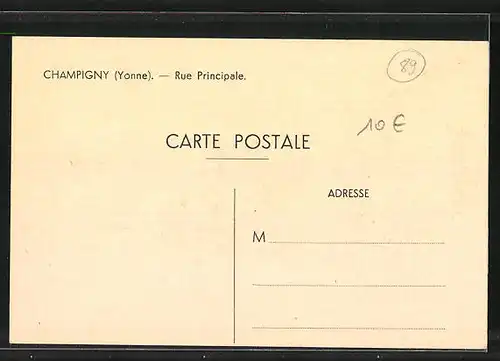 CHAMPIGNY (Yonne). — Rue Principale.
89
10 €
CARTE POSTALE
ADRESSE
M